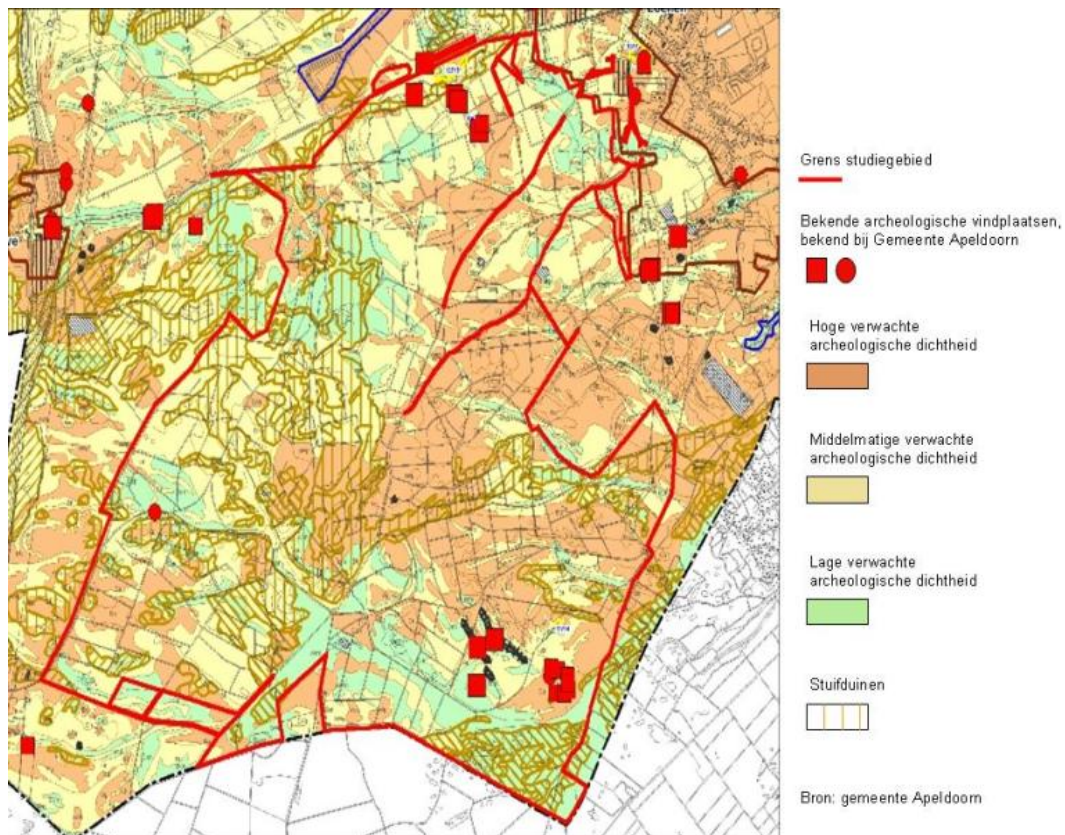 Grens studiegebied
Bekende archeologische vindplaatsen,
bekend bij Gemeente Apeldoorn
Hoge verwachte
archeologische dichtheid
Middelmatige verwachte
archeologische dichtheid
Lage verwachte
archeologische dichtheid
Stuifduinen
Bron: gemeente Apeldoorn